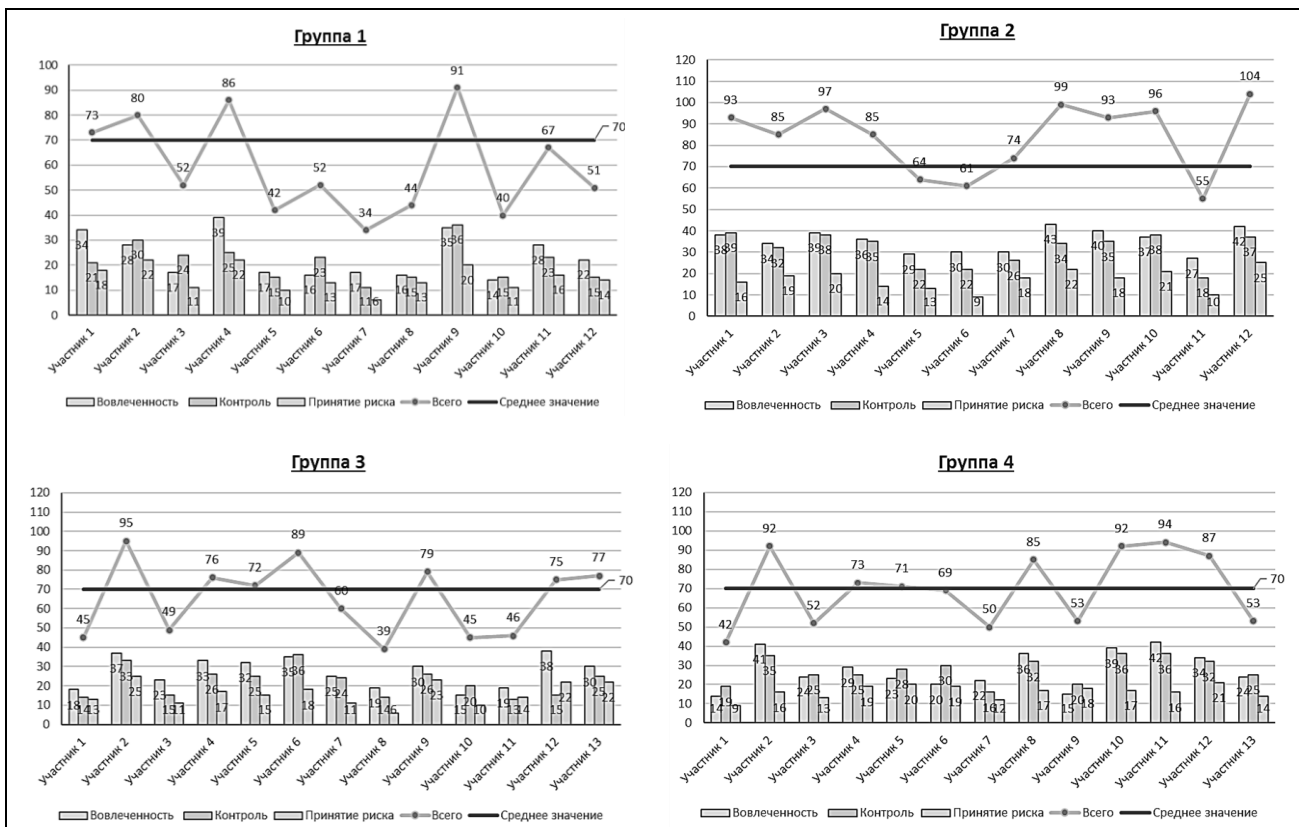 Группа 1
100
90
80
70
60
50
40
30
20
10
0
73 80 52 86 42 52 34 44 91 40 67 51
70
34 21 18 28 30 22 17 24 11 39 25 22 17 15 10 16 23 13 17 11 6 16 15 13 35 36 20 14 15 11 28 23 16 22 15 14
Участник 1 Участник 2 Участник 3 Участник 4 Участник 5 Участник 6 Участник 7 Участник 8 Участник 9 Участник 10 Участник 11 Участник 12
Вовлеченность Контроль Принятие риска Всего Среднее значение
Группа 2
120
110
100
90
80
70
60
50
40
30
20
10
0
93 85 97 85 64 61 74 99 93 96 55 104
38 39 16 34 32 19 39 38 20 36 35 14 29 22 13 30 22 9 30 26 18 43 34 22 40 35 18 37 38 21 27 18 10 42 37 25
Участник 1 Участник 2 Участник 3 Участник 4 Участник 5 Участник 6 Участник 7 Участник 8 Участник 9 Участник 10 Участник 11 Участник 12
Вовлеченность Контроль Принятие риска Всего Среднее значение
Группа 3
120
110
100
90
80
70
60
50
40
30
20
10
0
45 95 49 76 72 89 60 39 79 45 46 75 77
70
18 14 13 37 33 25 23 15 11 33 26 17 32 25 15 35 36 18 25 24 11 19 14 6 30 26 23 15 20 10 19 13 14 38 15 22 30 25 22
Участник 1 Участник 2 Участник 3 Участник 4 Участник 5 Участник 6 Участник 7 Участник 8 Участник 9 Участник 10 Участник 11 Участник 12 Участник 13
Вовлеченность Контроль Принятие риска Всего Среднее значение
Группа 4
120
110
100
90
80
70
60
50
40
30
20
10
0
42 92 52 73 71 69 50 85 53 92 94 87 53
70
14 19 9 41 35 16 24 25 13 29 25 19 23 28 20 20 30 19 22 16 12 36 32 17 15 20 18 39 36 17 42 36 16 34 32 21 24 25 14
Участник 1 Участник 2 Участник 3 Участник 4 Участник 5 Участник 6 Участник 7 Участник 8 Участник 9 Участник 10 Участник 11 Участник 12 Участник 13
Вовлеченность Контроль Принятие риска Всего Среднее значение